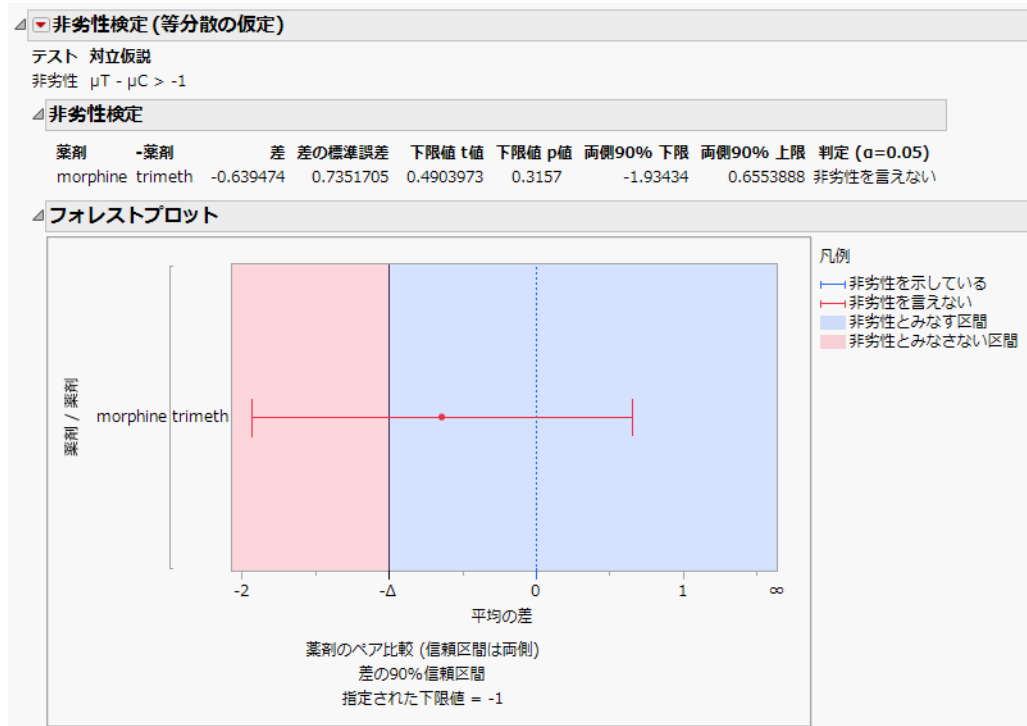 非劣性検定 (等分散の仮定)
テスト 対立仮説
非劣性 μT - μC > -1
非劣性検定
薬剤 -薬剤 差 差の標準誤差 下限値 t値 下限値 p値 両側90% 下限 両側90% 上限 判定 (α=0.05)
morphine trimeth -0.639474 0.7351705 0.4903973 0.3157 -1.93434 0.6553888 非劣性を言えない
フォレストプロット
凡例
非劣性を示している
非劣性を言えない
非劣性とみなす区間
非劣性とみなさない区間
薬剤 / 薬剤
morphine trimeth
-2 -Δ 0 1 ∞
平均の差
薬剤のペア比較 (信頼区間は両側)
差の90%信頼区間
指定された下限値 = -1